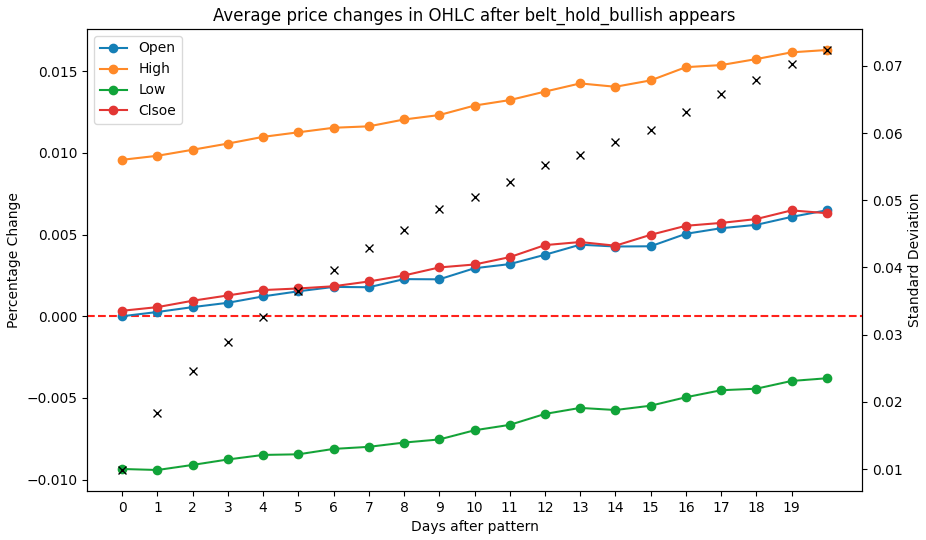 Average price changes in OHLC after belt_hold_bullish appears
Open
High
Low
Clsoe
Percentage Change
0.015
0.010
0.005
0.000
−0.005
−0.010
Standard Deviation
0.07
0.06
0.05
0.04
0.03
0.02
0.01
0 1 2 3 4 5 6 7 8 9 10 11 12 13 14 15 16 17 18 19
Days after pattern